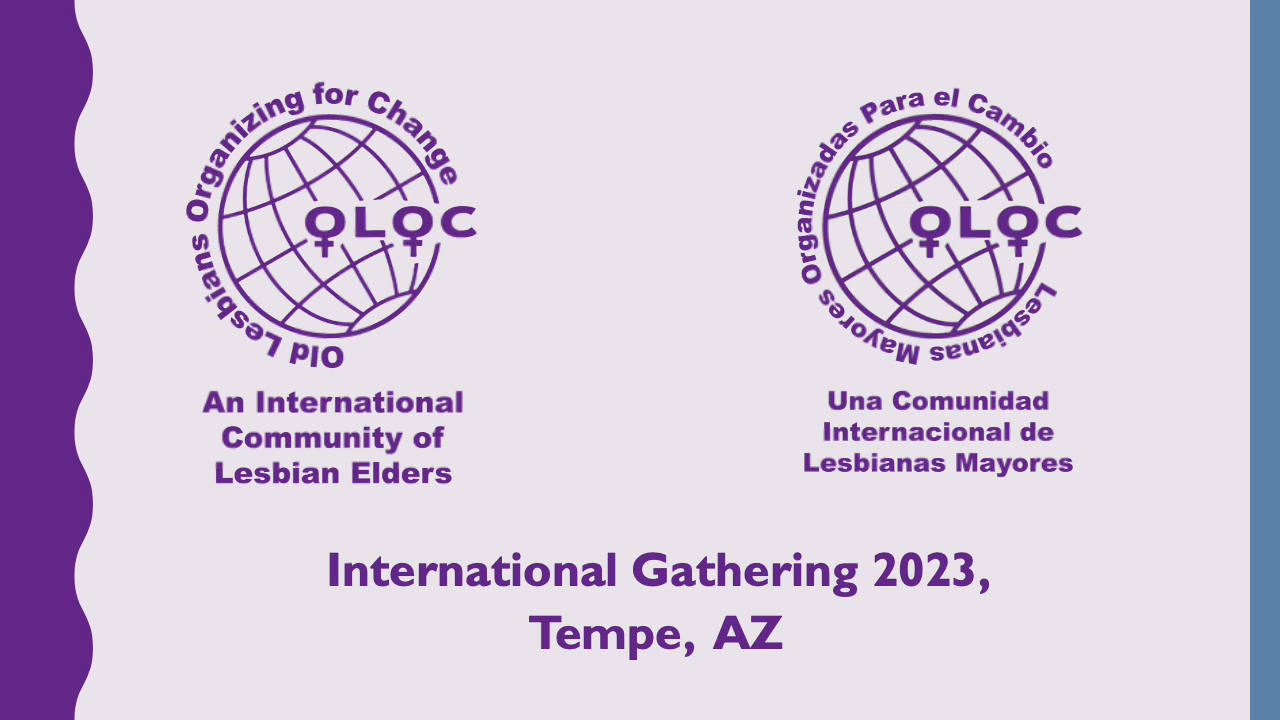 Old Lesbians Organizing for Change
OLOC
An International
Community of
Lesbian Elders
Lesbianas Mayores Organizadas Para el Cambio
OLOC
Una Comunidad
Internacional de
Lesbianas Mayores
International Gathering 2023,
Tempe, AZ